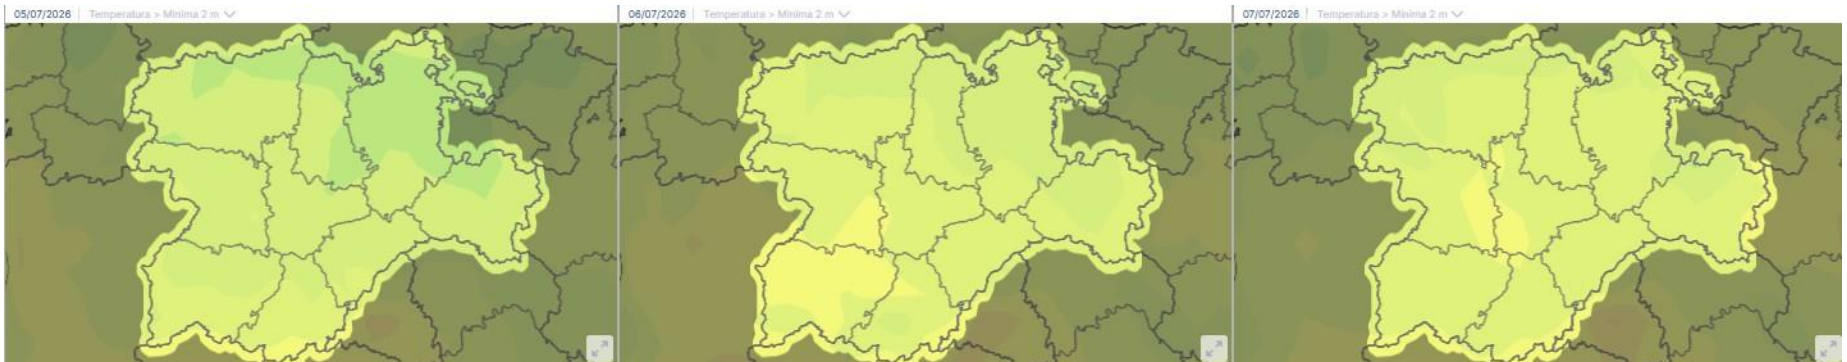 05/07/2026 Temperatura > Mínima 2 m
06/07/2026 Temperatura > Mínima 2 m
07/07/2026 Temperatura > Mínima 2 m